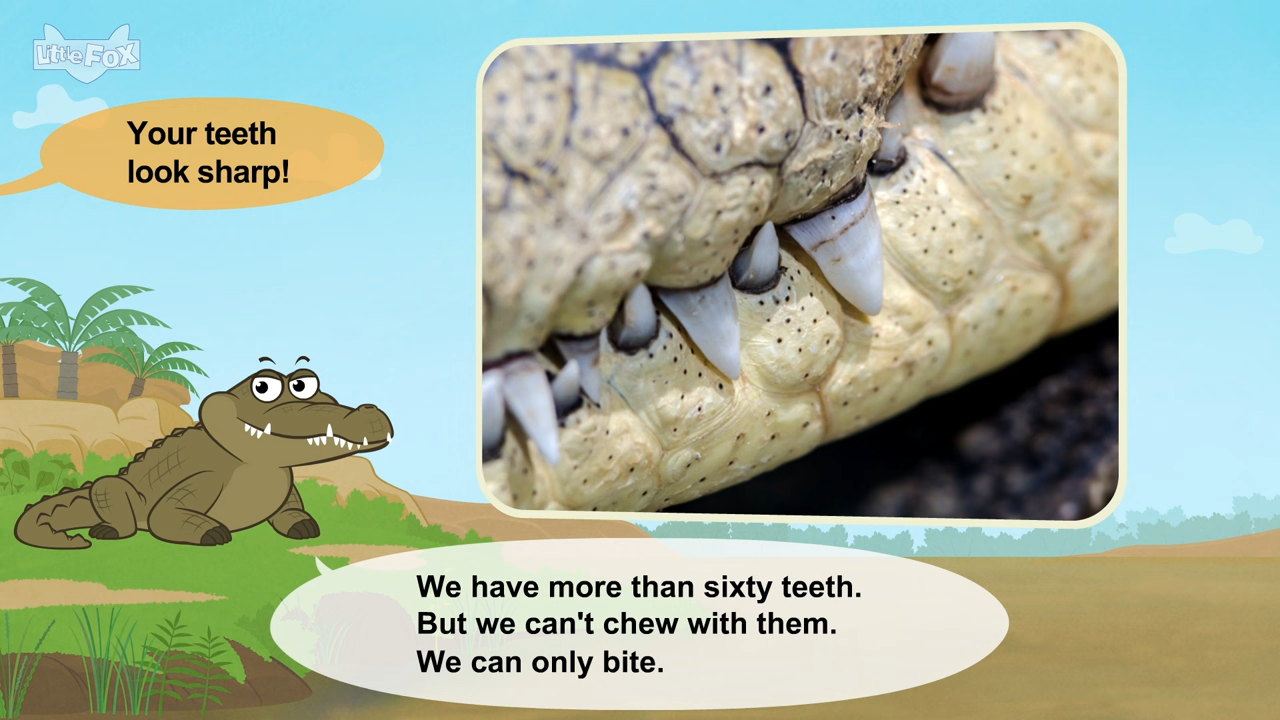 Little Fox
Your teeth
look sharp!
We have more than sixty teeth.
But we can't chew with them.
We can only bite.